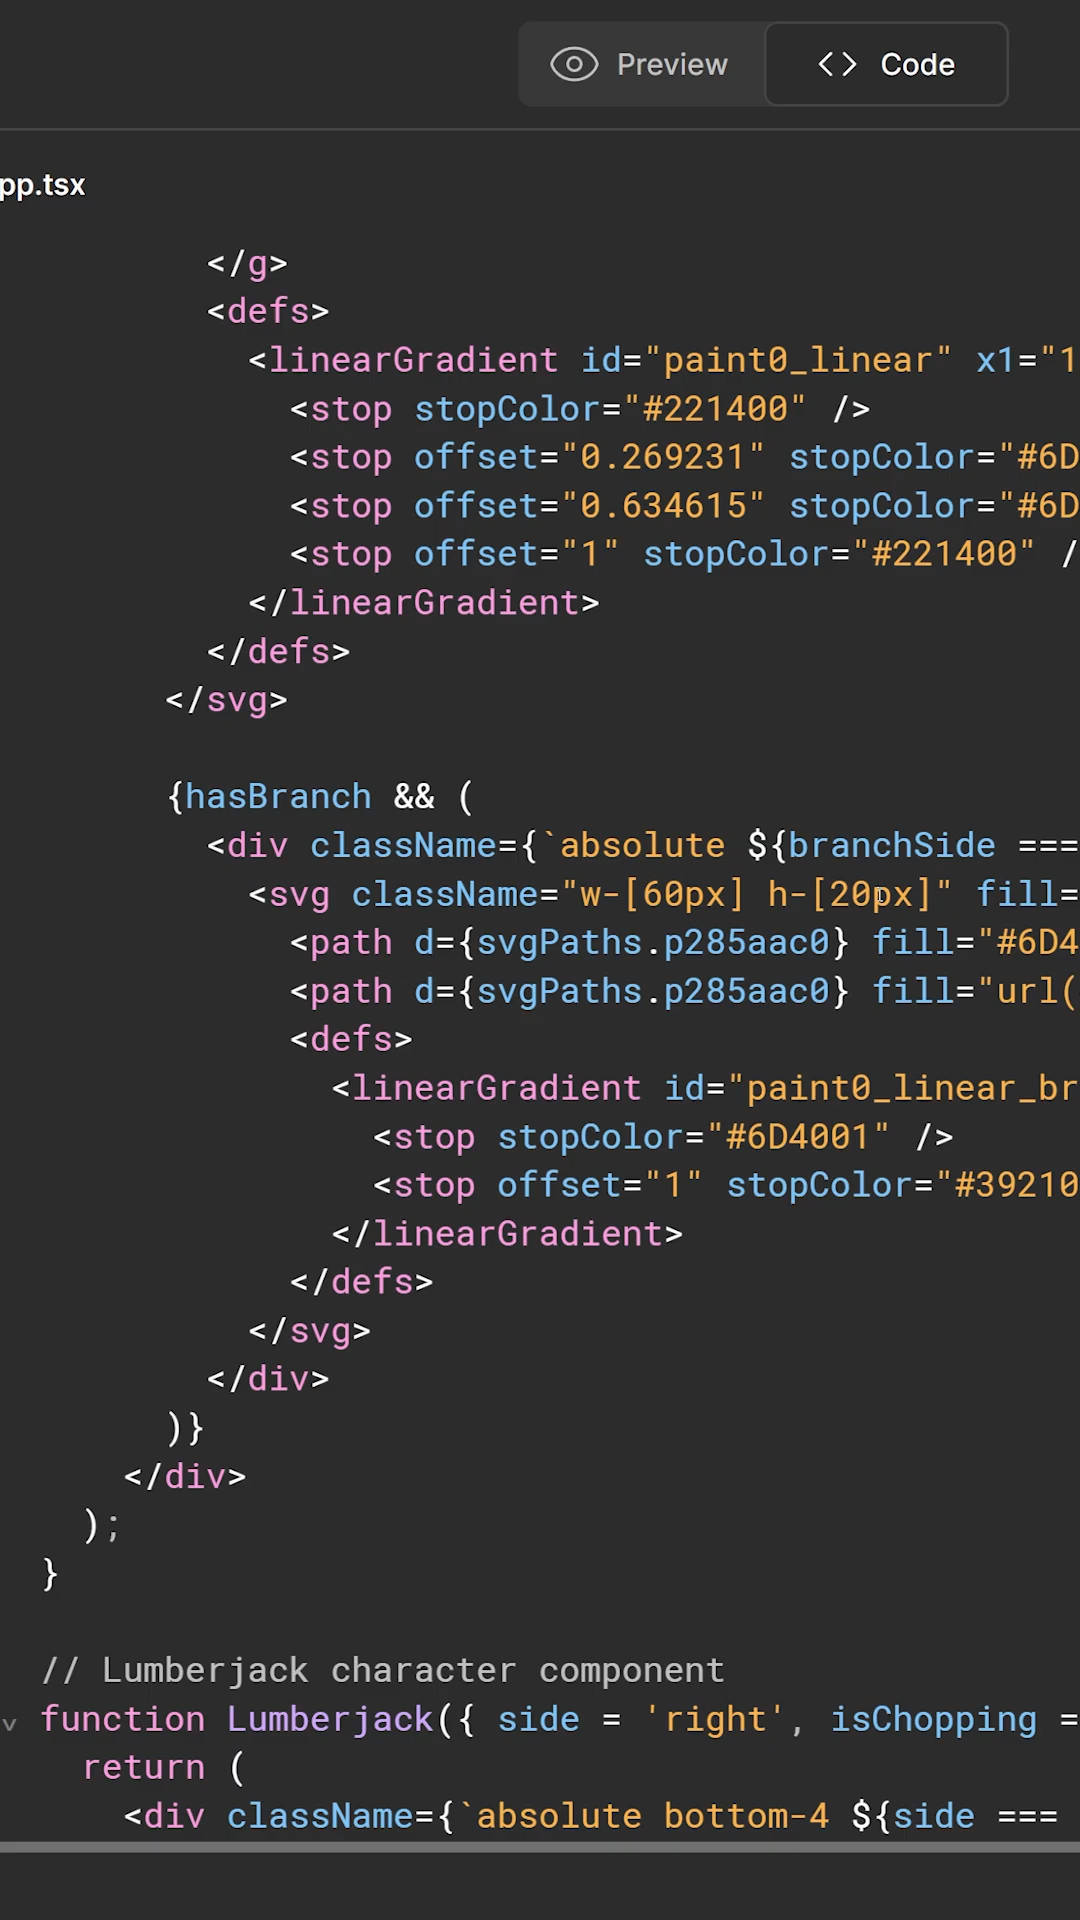 Preview
<> Code
pp.tsx
</g>
<defs>
<linearGradient id="paint0_linear" x1="1
<stop stopColor="#221400" />
<stop offset="0.269231" stopColor="#6D
<stop offset="0.634615" stopColor="#6D
<stop offset="1" stopColor="#221400" /
</linearGradient>
</defs>
</svg>
{hasBranch && (
<div className={`absolute ${branchSide ===
<svg className="w-[60px] h-[20px]" fill=
<path d={svgPaths.p285aac0} fill="#6D4
<path d={svgPaths.p285aac0} fill="url(
<defs>
<linearGradient id="paint0_linear_br
<stop stopColor="#6D4001" />
<stop offset="1" stopColor="#39210
</linearGradient>
</defs>
</svg>
</div>
)}
</div>
);
}
// Lumberjack character component
function Lumberjack({ side = 'right', isChopping =
return (
<div className={`absolute bottom-4 ${side ===